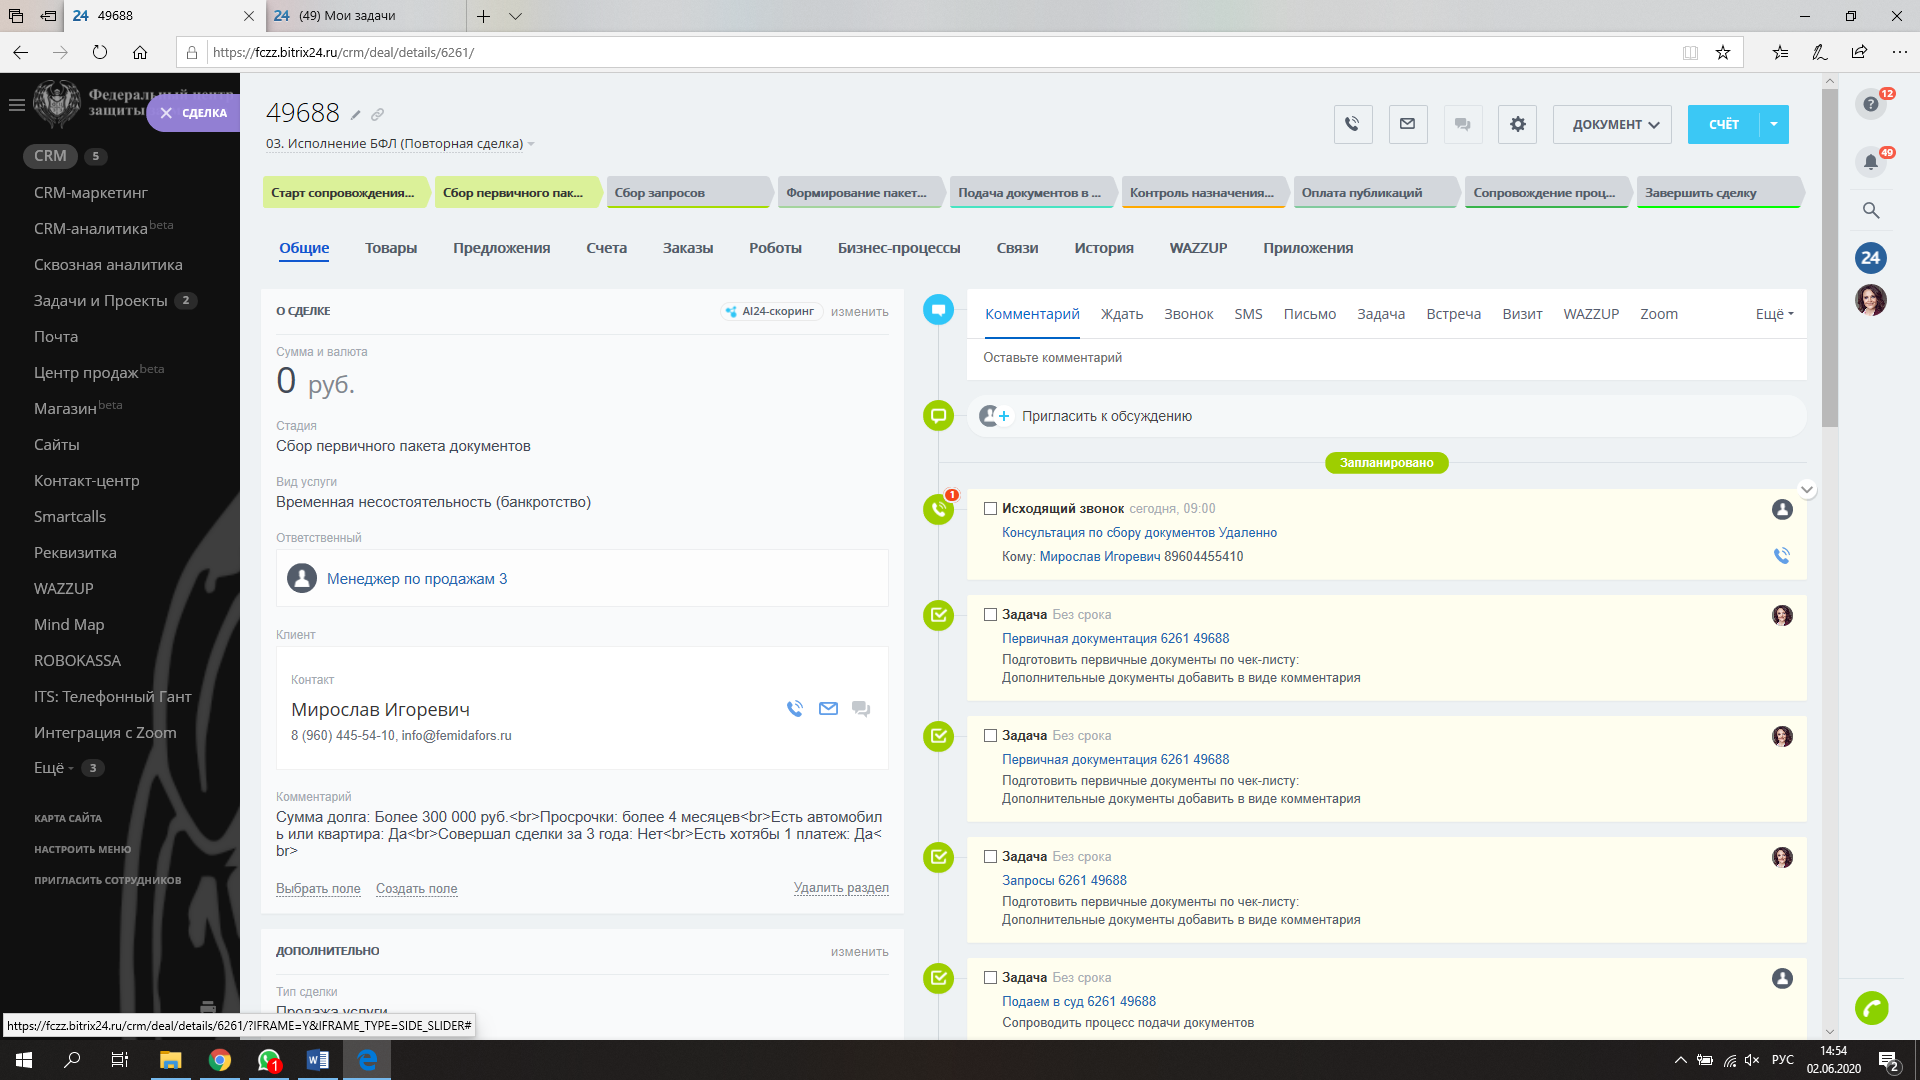 24 49688
24 (49) Мои задачи
https://fczz.bitrix24.ru/crm/deal/details/6261/
Федеральный центр
защиты
СДЕЛКА
CRM 5
CRM-маркетинг
CRM-аналитика beta
Сквозная аналитика
Задачи и Проекты 2
Почта
Центр продаж beta
Магазин beta
Сайты
Контакт-центр
Smartcalls
Реквизитка
WAZZUP
Mind Map
ROBOKASSA
ITS: Телефонный Гант
Интеграция с Zoom
Ещё 3
КАРТА САЙТА
НАСТРОИТЬ МЕНЮ
ПРИГЛАСИТЬ СОТРУДНИКОВ
49688
03. Исполнение БФЛ (Повторная сделка)
ДОКУМЕНТ
СЧЁТ
Старт сопровождения...
Сбор первичного пак...
Сбор запросов
Формирование пакет...
Подача документов в ...
Контроль назначения...
Оплата публикаций
Сопровождение проц...
Завершить сделку
Общие
Товары
Предложения
Счета
Заказы
Роботы
Бизнес-процессы
Связи
История
WAZZUP
Приложения
О СДЕЛКЕ
AI24-скоринг
изменить
Сумма и валюта
0 руб.
Стадия
Сбор первичного пакета документов
Вид услуги
Временная несостоятельность (банкротство)
Ответственный
Менеджер по продажам 3
Клиент
Контакт
Мирослав Игоревич
8 (960) 445-54-10, info@femidafors.ru
Комментарий
Сумма долга: Более 300 000 руб.<br>Просрочки: более 4 месяцев<br>Есть автомобил
ь или квартира: Да<br>Совершал сделки за 3 года: Нет<br>Есть хотябы 1 платеж: Да<
br>
Выбрать поле
Создать поле
Удалить раздел
ДОПОЛНИТЕЛЬНО
изменить
Тип сделки
Продажа услуги
Комментарий
Ждать
Звонок
SMS
Письмо
Задача
Встреча
Визит
WAZZUP
Zoom
Ещё
Оставьте комментарий
Пригласить к обсуждению
Запланировано
1
Исходящий звонок сегодня, 09:00
Консультация по сбору документов Удаленно
Кому: Мирослав Игоревич 89604455410
Задача Без срока
Первичная документация 6261 49688
Подготовить первичные документы по чек-листу:
Дополнительные документы добавить в виде комментария
Задача Без срока
Первичная документация 6261 49688
Подготовить первичные документы по чек-листу:
Дополнительные документы добавить в виде комментария
Задача Без срока
Запросы 6261 49688
Подготовить первичные документы по чек-листу:
Дополнительные документы добавить в виде комментария
Задача Без срока
Подаем в суд 6261 49688
Сопроводить процесс подачи документов
12
49
24
https://fczz.bitrix24.ru/crm/deal/details/6261/?IFRAME=Y&IFRAME_TYPE=SIDE_SLIDER#
1
РУС
14:54
02.06.2020
2